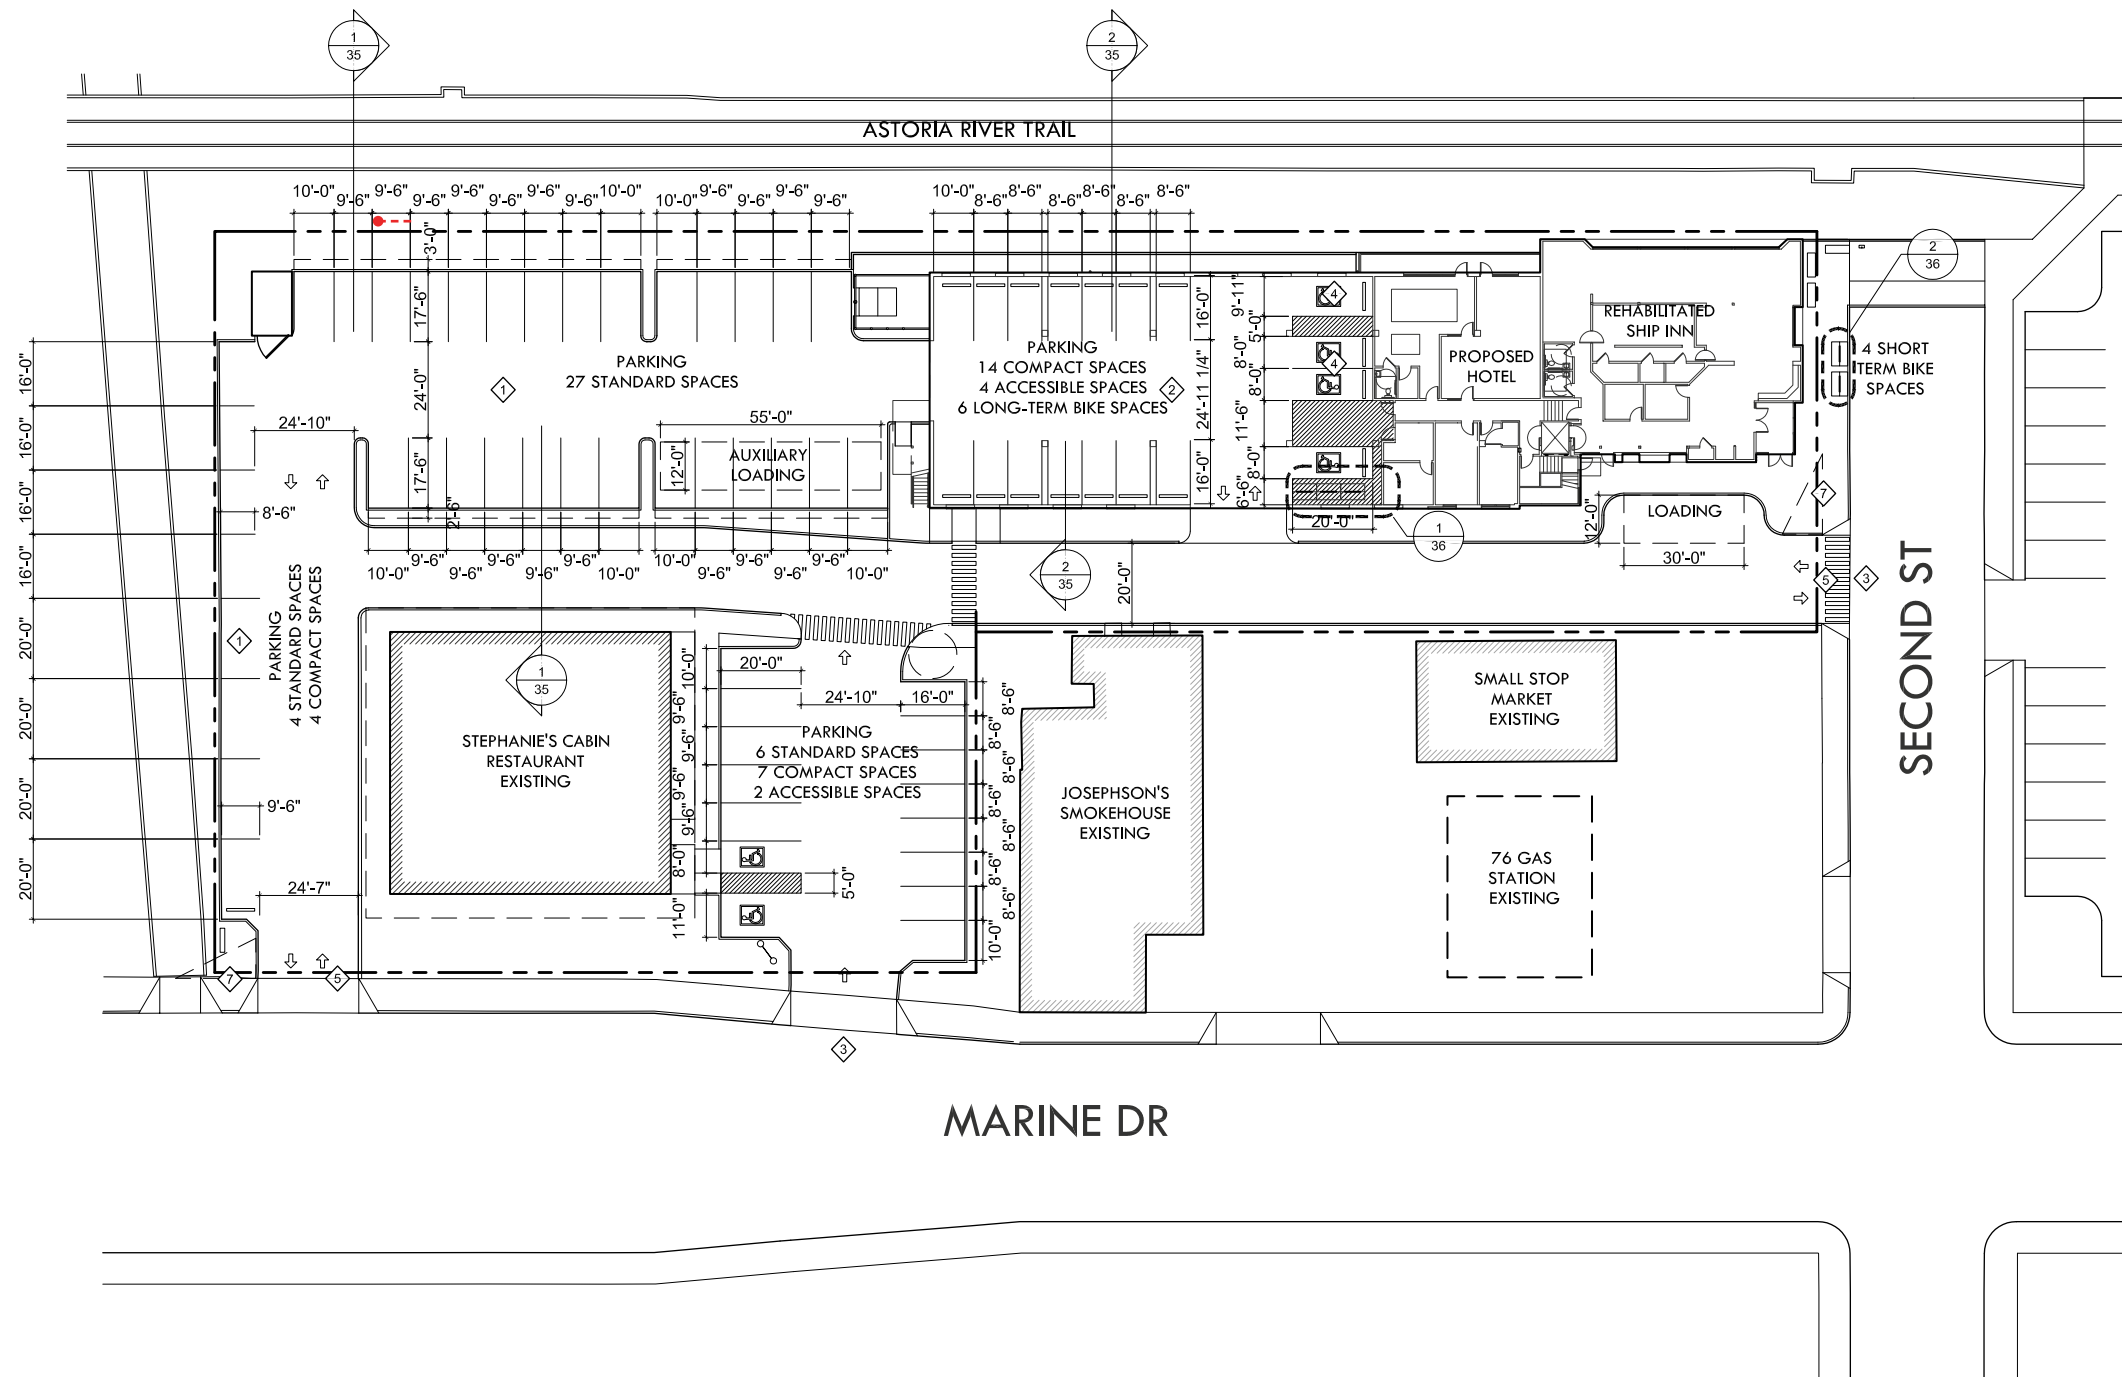 1
35
2
35
ASTORIA RIVER TRAIL
10'-0"
9'-6"
9'-6"
9'-6"
9'-6"
9'-6"
9'-6"
9'-6"
10'-0"
10'-0"
9'-6"
9'-6"
9'-6"
9'-6"
10'-0"
8'-6"
8'-6"
8'-6"
8'-6"
8'-6"
8'-6"
3'-0"
17'-6"
24'-0"
17'-6"
2'-6"
2
36
PARKING
27 STANDARD SPACES
1
PARKING
14 COMPACT SPACES
4 ACCESSIBLE SPACES
6 LONG-TERM BIKE SPACES
2
16'-0"
24'-11 1/4"
16'-0"
9'-11"
5'-0"
8'-0"
8'-0"
11'-6"
8'-0"
6'-6"
4
4
PROPOSED
HOTEL
REHABILITATED
SHIP INN
4 SHORT
TERM BIKE
SPACES
16'-0"
16'-0"
16'-0"
16'-0"
20'-0"
20'-0"
20'-0"
20'-0"
24'-10"
8'-6"
55'-0"
12'-0"
AUXILIARY
LOADING
20'-0"
1
36
12'-0"
LOADING
30'-0"
7
5
3
10'-0"
9'-6"
9'-6"
9'-6"
9'-6"
9'-6"
10'-0"
10'-0"
9'-6"
9'-6"
9'-6"
9'-6"
9'-6"
10'-0"
2
35
20'-0"
SECOND ST
PARKING
4 STANDARD SPACES
4 COMPACT SPACES
1
9'-6"
24'-7"
1
35
STEPHANIE'S CABIN
RESTAURANT
EXISTING
10'-0"
9'-6"
9'-6"
9'-6"
9'-6"
8'-0"
11'-0"
20'-0"
24'-10"
16'-0"
PARKING
6 STANDARD SPACES
7 COMPACT SPACES
2 ACCESSIBLE SPACES
5'-0"
8'-6"
8'-6"
8'-6"
8'-6"
8'-6"
8'-6"
8'-6"
10'-0"
JOSEPHSON'S
SMOKEHOUSE
EXISTING
SMALL STOP
MARKET
EXISTING
76 GAS
STATION
EXISTING
7
5
3
MARINE DR